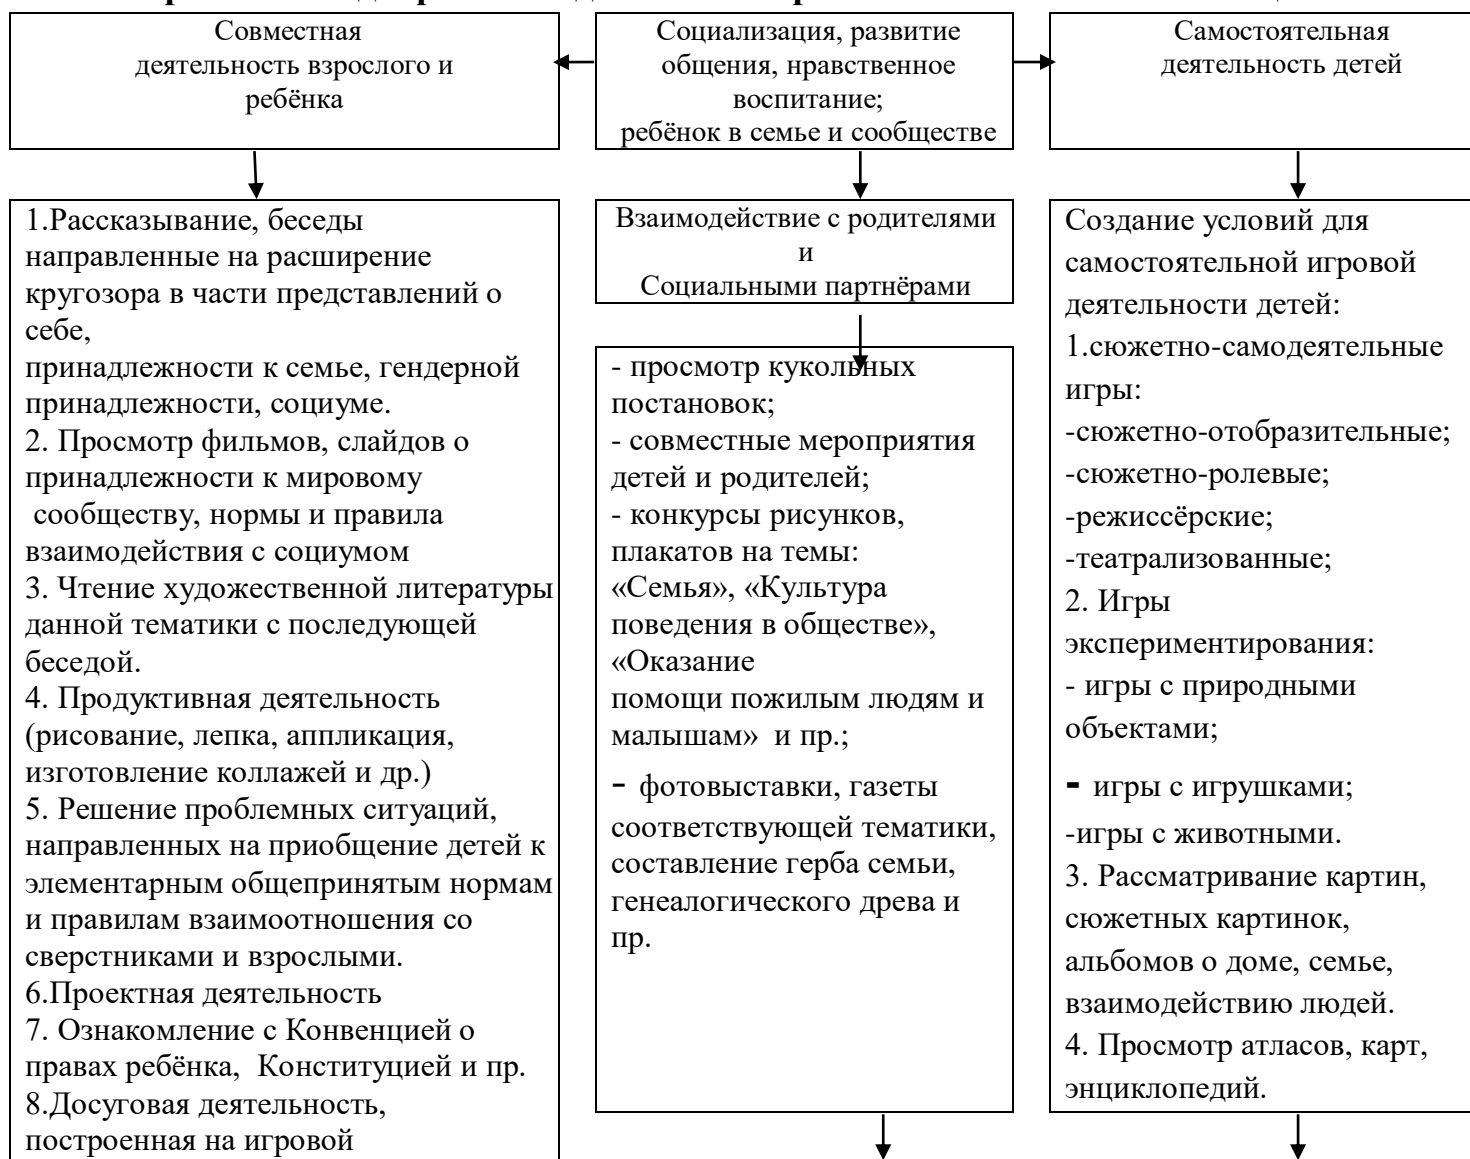 Совместная
деятельность взрослого и
ребёнка
Социализация, развитие
общения, нравственное
воспитание;
ребёнок в семье и сообществе
Самостоятельная
деятельность детей
1.Рассказывание, беседы
направленные на расширение
кругозора в части представлений о
себе,
принадлежности к семье, гендерной
принадлежности, социуме.
2. Просмотр фильмов, слайдов о
принадлежности к мировому
сообществу, нормы и правила
взаимодействия с социумом
3. Чтение художественной литературы
данной тематики с последующей
беседой.
4. Продуктивная деятельность
(рисование, лепка, аппликация,
изготовление коллажей и др.)
5. Решение проблемных ситуаций,
направленных на приобщение детей к
элементарным общепринятым нормам
и правилам взаимоотношения со
сверстниками и взрослыми.
6.Проектная деятельность
7. Ознакомление с Конвенцией о
правах ребёнка,  Конституцией и пр.
8.Досуговая деятельность,
построенная на игровой
Взаимодействие с родителями
и
Социальными партнёрами
- просмотр кукольных
постановок;
- совместные мероприятия
детей и родителей;
- конкурсы рисунков,
плакатов на темы:
«Семья», «Культура
поведения в обществе»,
«Оказание
помощи пожилым людям и
малышам»  и пр.;
- фотовыставки, газеты
соответствующей тематики,
составление герба семьи,
генеалогического древа и
пр.
Создание условий для
самостоятельной игровой
деятельности детей:
1.сюжетно-самодеятельные
игры:
-сюжетно-отобразительные;
-сюжетно-ролевые;
-режиссёрские;
-театрализованные;
2. Игры
экспериментирования:
- игры с природными
объектами;
- игры с игрушками;
-игры с животными.
3. Рассматривание картин,
сюжетных картинок,
альбомов о доме, семье,
взаимодействию людей.
4. Просмотр атласов, карт,
энциклопедий.